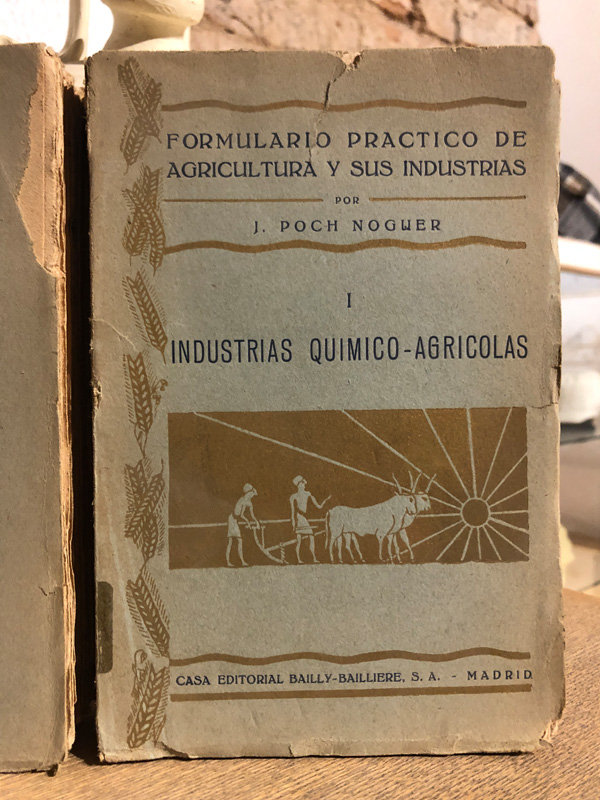 FORMULARIO PRACTICO DE
AGRICULTURA Y SUS INDUSTRIAS
POR
J. POCH NOGUER
I
INDUSTRIAS QUIMICO-AGRICOLAS
CASA EDITORIAL BAILLY-BAILLIERE, S. A. - MADRID